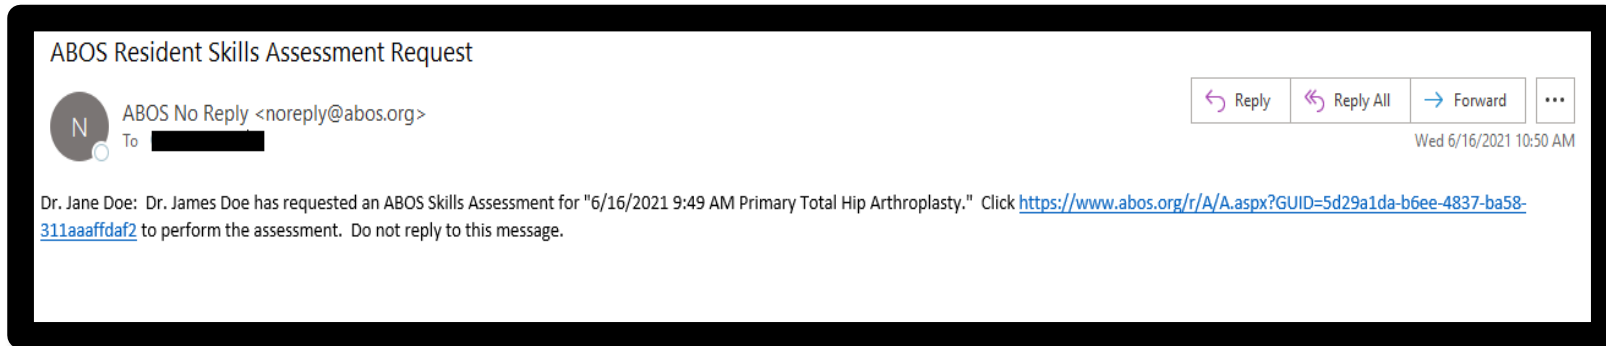 ABOS Resident Skills Assessment Request
N
ABOS No Reply <noreply@abos.org>
To
Reply
Reply All
Forward
...
Wed 6/16/2021 10:50 AM
Dr. Jane Doe:  Dr. James Doe has requested an ABOS Skills Assessment for "6/16/2021 9:49 AM Primary Total Hip Arthroplasty."  Click https://www.abos.org/r/A/A.aspx?GUID=5d29a1da-b6ee-4837-ba58-
311aaaffdaf2 to perform the assessment.  Do not reply to this message.